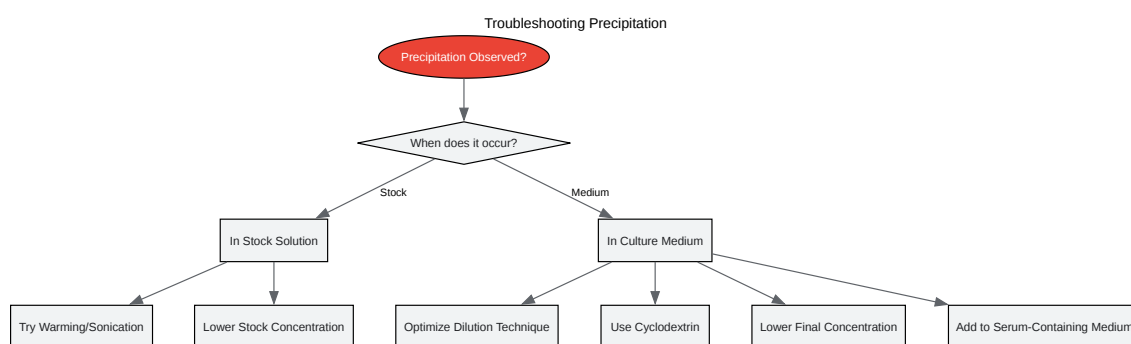 Troubleshooting Precipitation
Precipitation Observed?
When does it occur?
Stock
Medium
In Stock Solution
In Culture Medium
Try Warming/Sonication
Lower Stock Concentration
Optimize Dilution Technique
Use Cyclodextrin
Lower Final Concentration
Add to Serum-Containing Medium